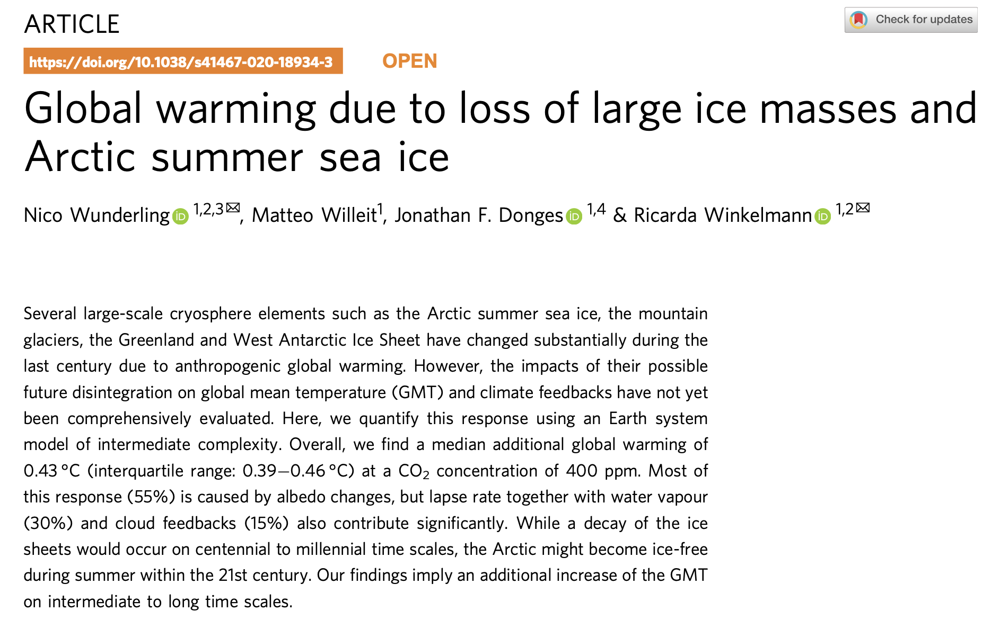 ARTICLE
Check for updates
https://doi.org/10.1038/s41467-020-18934-3 OPEN
Global warming due to loss of large ice masses and
Arctic summer sea ice
Nico Wunderling iD 1,2,3✉, Matteo Willeit1, Jonathan F. Donges iD 1,4 & Ricarda Winkelmann iD 1,2✉
Several large-scale cryosphere elements such as the Arctic summer sea ice, the mountain
glaciers, the Greenland and West Antarctic Ice Sheet have changed substantially during the
last century due to anthropogenic global warming. However, the impacts of their possible
future disintegration on global mean temperature (GMT) and climate feedbacks have not yet
been comprehensively evaluated. Here, we quantify this response using an Earth system
model of intermediate complexity. Overall, we find a median additional global warming of
0.43 °C (interquartile range: 0.39−0.46 °C) at a CO2 concentration of 400 ppm. Most of
this response (55%) is caused by albedo changes, but lapse rate together with water vapour
(30%) and cloud feedbacks (15%) also contribute significantly. While a decay of the ice
sheets would occur on centennial to millennial time scales, the Arctic might become ice-free
during summer within the 21st century. Our findings imply an additional increase of the GMT
on intermediate to long time scales.